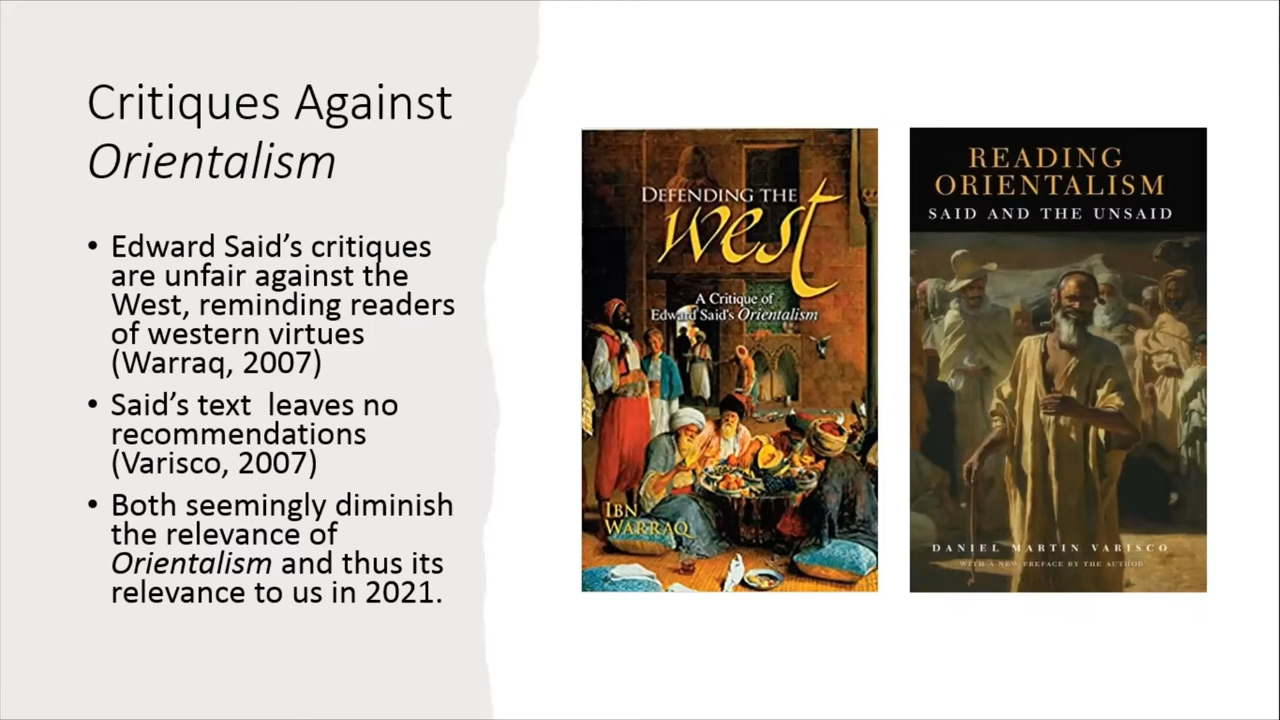 Critiques Against
Orientalism
• Edward Said’s critiques
are unfair against the
West, reminding readers
of western virtues
(Warraq, 2007)
• Said’s text  leaves no
recommendations
(Varisco, 2007)
• Both seemingly diminish
the relevance of
Orientalism and thus its
relevance to us in 2021.
DEFENDING THE
west
A Critique of
Edward Said's Orientalism
IBN
WARRAQ
READING
ORIENTALISM
SAID AND THE UNSAID
DANIEL MARTIN VARISCO
WITH A NEW PREFACE BY THE AUTHOR